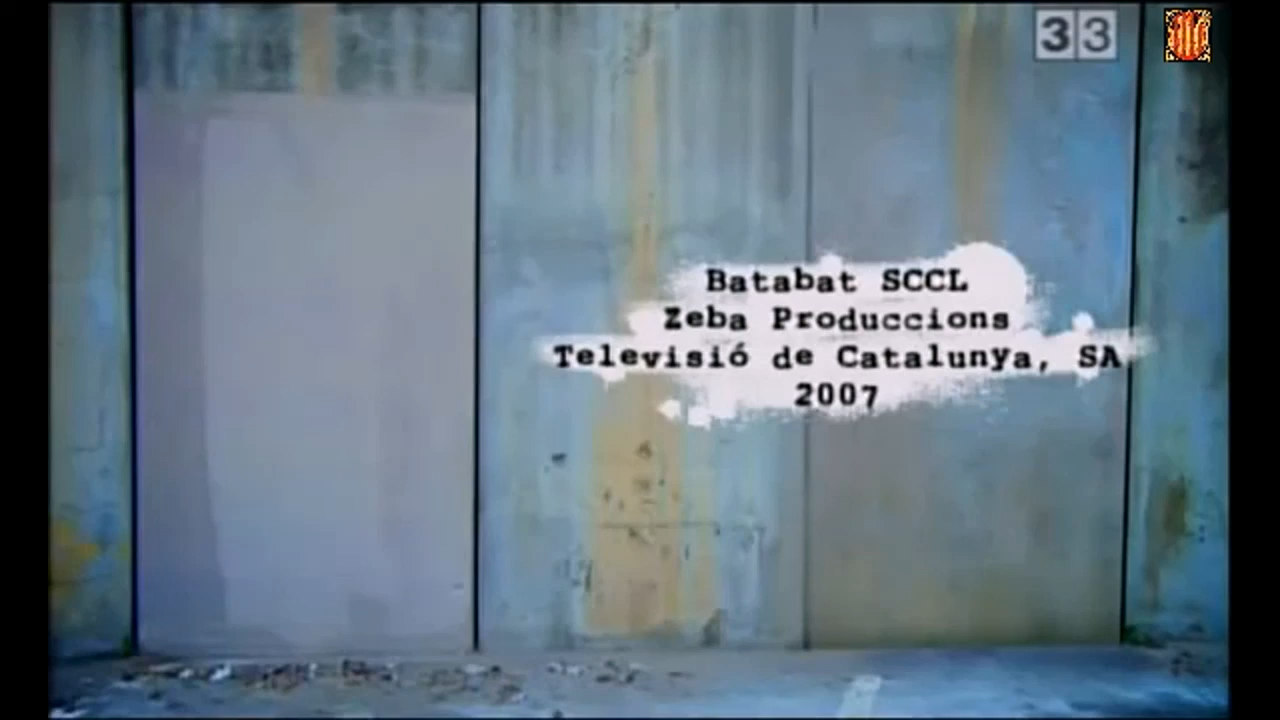 33
Batabat SCCL
Zeba Produccions
Televisió de Catalunya, SA
2007